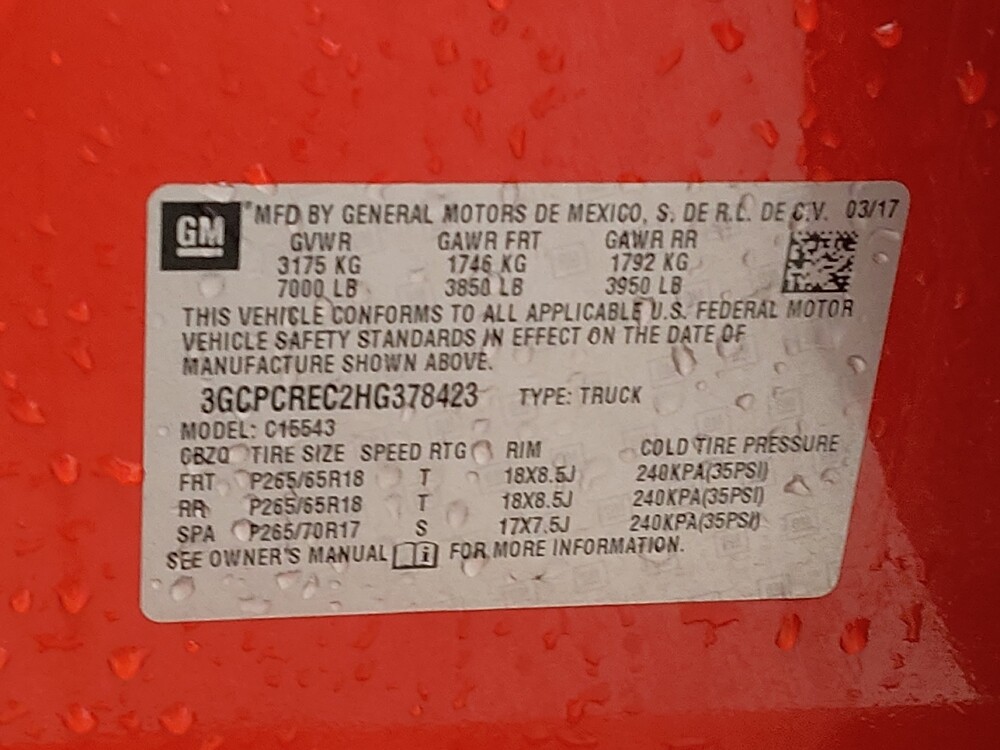 GM
MFD BY GENERAL MOTORS DE MEXICO, S. DE R.L. DE C.V. 03/17
GVWR GAWR FRT GAWR RR
3175 KG 1746 KG 1792 KG
7000 LB 3850 LB 3950 LB
THIS VEHICLE CONFORMS TO ALL APPLICABLE U.S. FEDERAL MOTOR
VEHICLE SAFETY STANDARDS IN EFFECT ON THE DATE OF
MANUFACTURE SHOWN ABOVE.
3GCPCREC2HG378423 TYPE: TRUCK
MODEL: C15543
TIRE SIZE SPEED RTG RIM COLD TIRE PRESSURE
FRT P265/65R18 T 18X8.5J 240KPA(35PSI)
RR P265/65R18 T 18X8.5J 240KPA(35PSI)
SPA P265/70R17 S 17X7.5J 240KPA(35PSI)
SEE OWNER'S MANUAL FOR MORE INFORMATION.